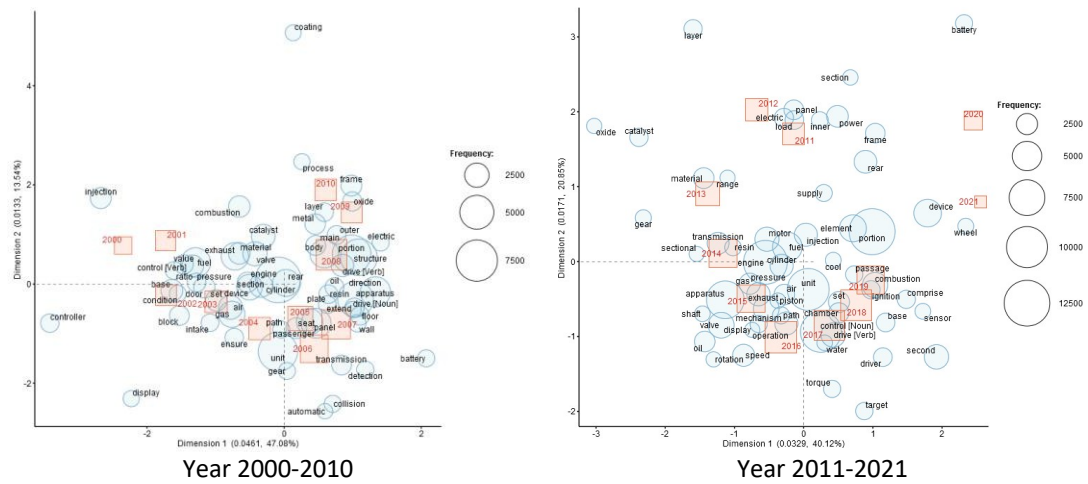 coating
4
process
frame
2010
injection
2
oxide
2009
layer
combustion
metal
outer
2001
catalyst
main
electric
2000
exhaust
material
body
portion
value
fuel
valve
structure
2008
control [Verb]
drive [Verb]
engine
rear
ratio
pressure
oil
direction
base
section
cylinder
0
resin
apparatus
condition
set
device
plate
2002
2003
extend
drive [Noun]
air
2005
gas
door
controller
block
path
seat
2007
2004
panel
wall
intake
passenger
ensure
2006
unit
battery
transmission
gear
detection
-2
display
collision
automatic
-2
0
2
Dimension 1 (0.0461, 47.08%)
Dimension 2 (0.0133, 13.54%)
Frequency:
2500
5000
7500
Year 2000-2010
3
layer
battery
section
2
2012
panel
2020
electric
power
oxide
catalyst
load
inner
2011
frame
rear
1
material
range
2013
supply
device
gear
element
2021
wheel
transmission
motor
portion
sectional
resin
fuel
injection
2014
0
cylinder
engine
cool
passage
pressure
unit
combustion
gas
2019
air
apparatus
set
ignition
comprise
2015
exhaust
piston
shaft
path
chamber
2018
base
sensor
mechanism
control [Noun]
valve
display
2017
drive [Verb]
-1
operation
oil
2016
water
rotation
speed
driver
second
torque
target
-2
-3
-2
-1
0
1
2
Dimension 1 (0.0329, 40.12%)
Dimension 2 (0.0171, 20.85%)
Frequency:
2500
5000
7500
10000
12500
Year 2011-2021